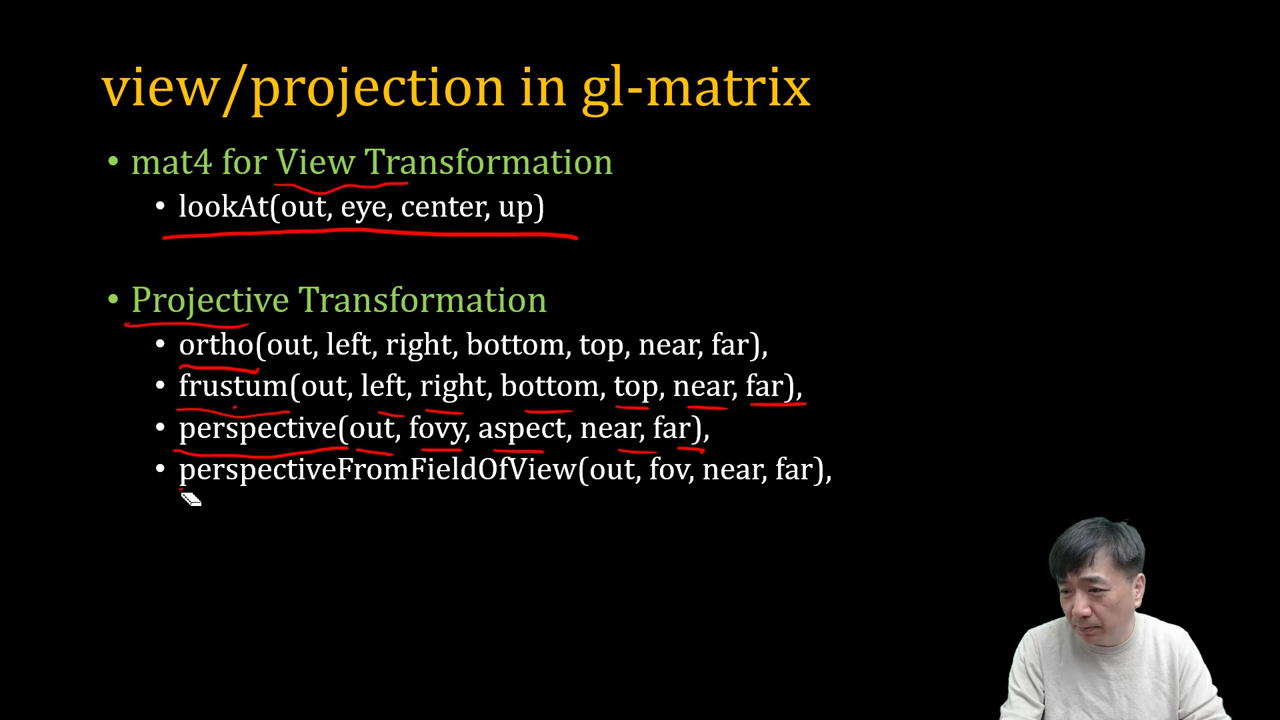 view/projection in gl-matrix
• mat4 for View Transformation
• lookAt(out, eye, center, up)
• Projective Transformation
• ortho(out, left, right, bottom, top, near, far),
• frustum(out, left, right, bottom, top, near, far),
• perspective(out, fovy, aspect, near, far),
• perspectiveFromFieldOfView(out, fov, near, far),